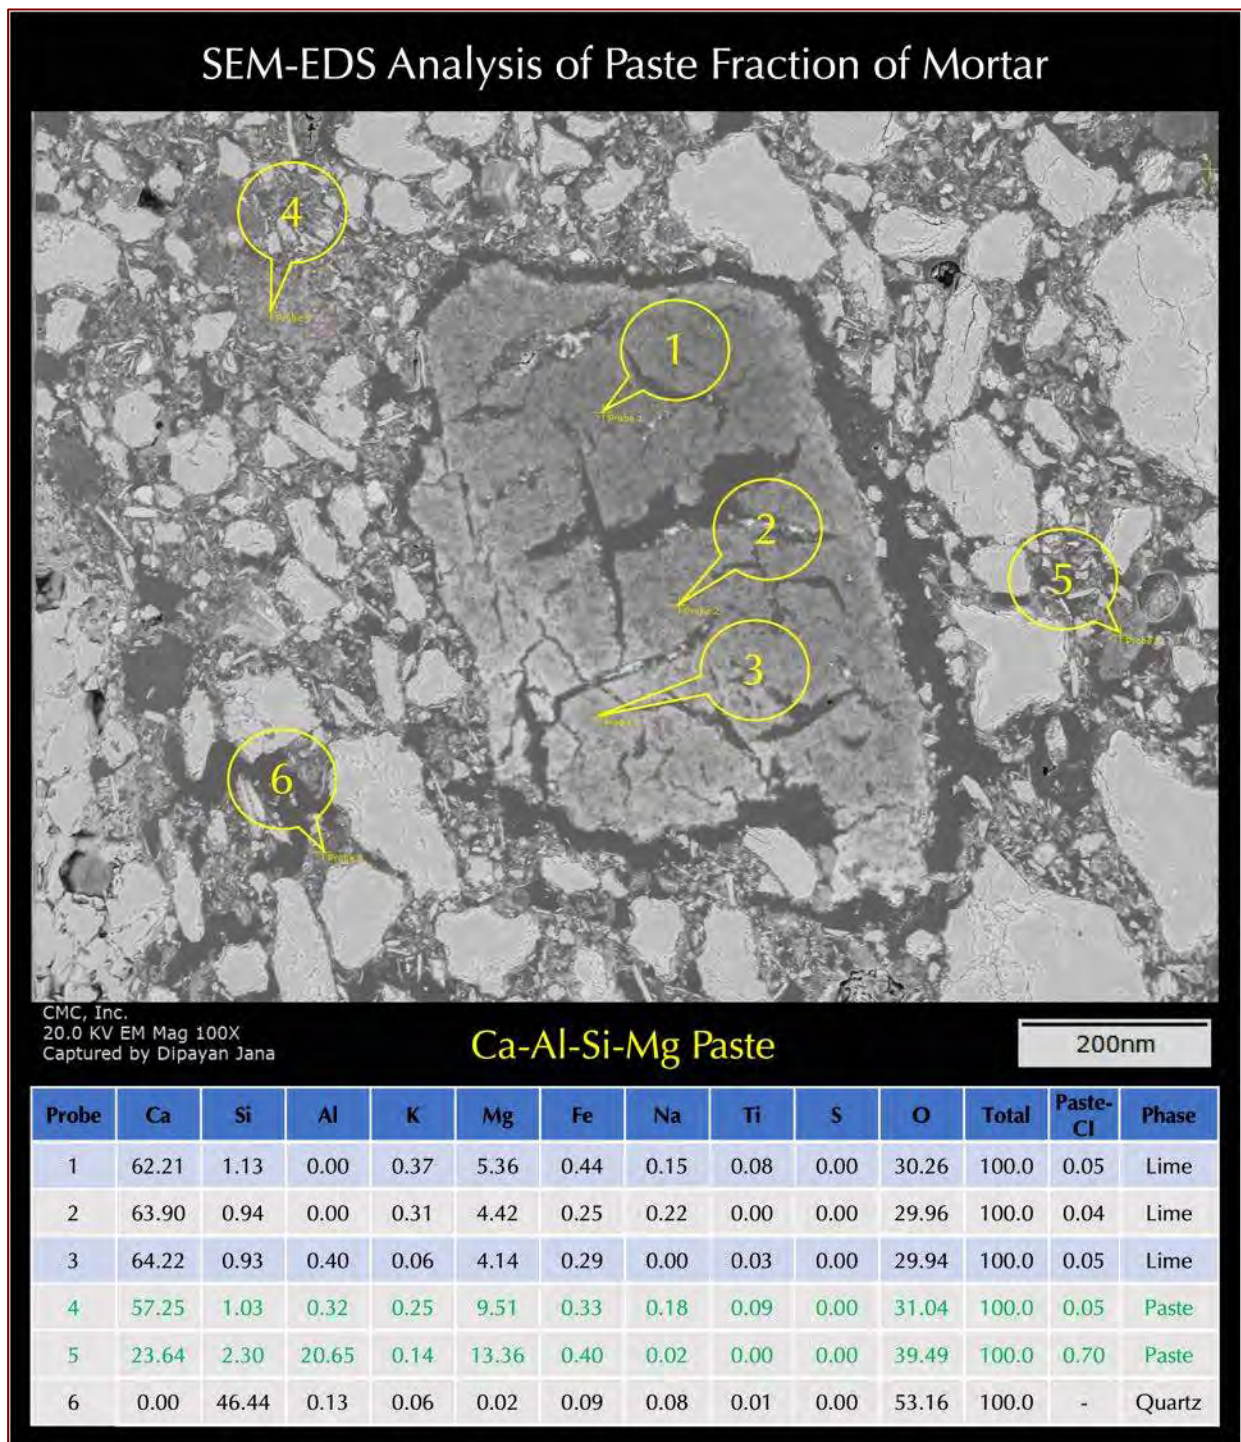 SEM-EDS Analysis of Paste Fraction of Mortar
4
1
2
3
5
6
Probe 1
Probe 2
CMC, Inc.
20.0 KV EM Mag 100X
Captured by Dipayan Jana
Ca-Al-Si-Mg Paste
200nm
Probe Ca Si Al K Mg Fe Na Ti S O Total Paste-CI Phase
1 62.21 1.13 0.00 0.37 5.36 0.44 0.15 0.08 0.00 30.26 100.0 0.05 Lime
2 63.90 0.94 0.00 0.31 4.42 0.25 0.22 0.00 0.00 29.96 100.0 0.04 Lime
3 64.22 0.93 0.40 0.06 4.14 0.29 0.00 0.03 0.00 29.94 100.0 0.05 Lime
4 57.25 1.03 0.32 0.25 9.51 0.33 0.18 0.09 0.00 31.04 100.0 0.05 Paste
5 23.64 2.30 20.65 0.14 13.36 0.40 0.02 0.00 0.00 39.49 100.0 0.70 Paste
6 0.00 46.44 0.13 0.06 0.02 0.09 0.08 0.01 0.00 53.16 100.0 - Quartz